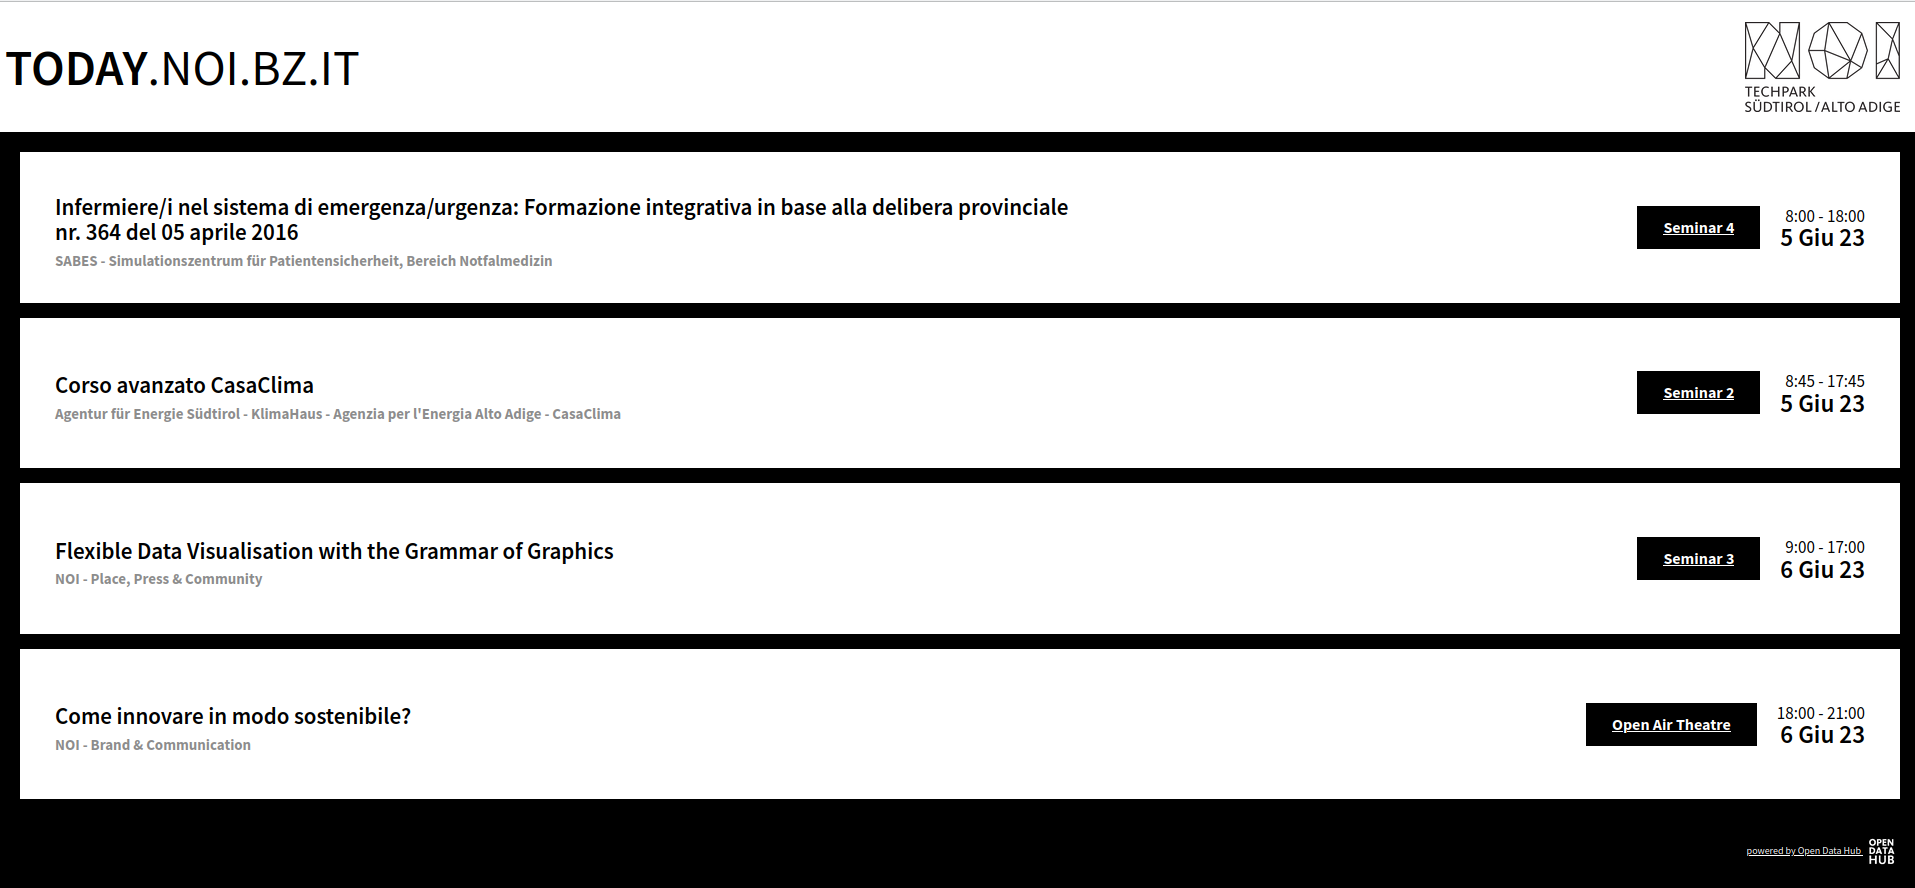 TODAY.NOI.BZ.IT
NOI
TECHPARK
SÜDTIROL / ALTO ADIGE
Infermiere/i nel sistema di emergenza/urgenza: Formazione integrativa in base alla delibera provinciale
nr. 364 del 05 aprile 2016
SABES - Simulationszentrum für Patientensicherheit, Bereich Notfalmedizin
Seminar 4
8:00 - 18:00
5 Giu 23
Corso avanzato CasaClima
Agentur für Energie Südtirol - KlimaHaus - Agenzia per l'Energia Alto Adige - CasaClima
Seminar 2
8:45 - 17:45
5 Giu 23
Flexible Data Visualisation with the Grammar of Graphics
NOI - Place, Press & Community
Seminar 3
9:00 - 17:00
6 Giu 23
Come innovare in modo sostenibile?
NOI - Brand & Communication
Open Air Theatre
18:00 - 21:00
6 Giu 23
powered by Open Data Hub
OPEN
DATA
HUB